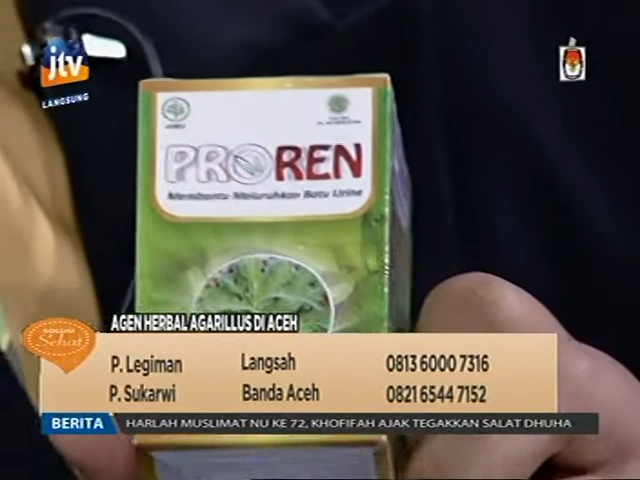 jtv
LANGSUNG
PROREN
Membantu Meluruhkan Batu Urine
AGEN HERBAL AGARILLUS DI ACEH
SOLUSI
Sehat
P. Legiman Langsah 0813 6000 7316
P. Sukarwi Banda Aceh 0821 6544 7152
BERITA HARLAH MUSLIMAT NU KE 72, KHOFIFAH AJAK TEGAKKAN SALAT DHUHA